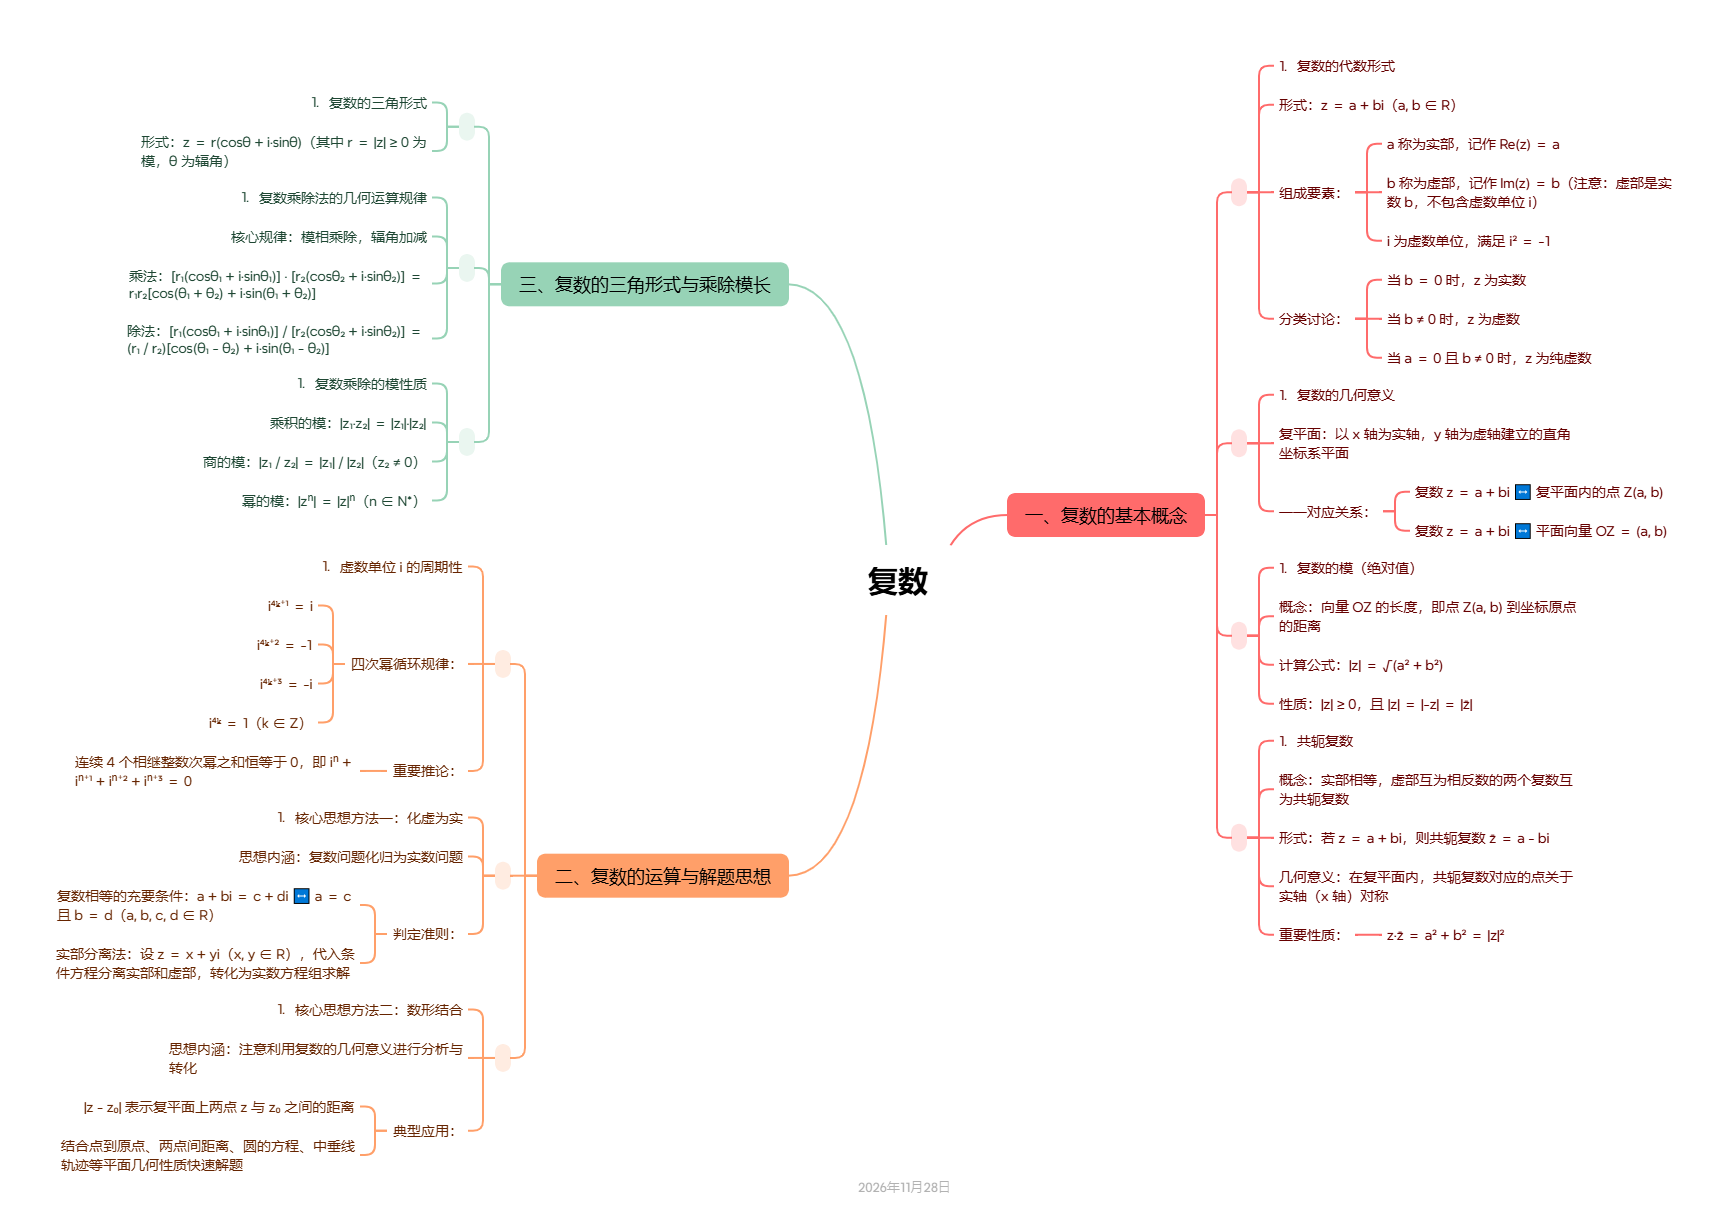 复数
一、复数的基本概念
1. 复数的代数形式
形式：z = a + bi（a, b ∈ R）
组成要素：
a 称为实部，记作 Re(z) = a
b 称为虚部，记作 Im(z) = b（注意：虚部是实
数 b，不包含虚数单位 i）
i 为虚数单位，满足 i² = -1
分类讨论：
当 b = 0 时，z 为实数
当 b ≠ 0 时，z 为虚数
当 a = 0 且 b ≠ 0 时，z 为纯虚数
1. 复数的几何意义
复平面：以 x 轴为实轴，y 轴为虚轴建立的直角
坐标系平面
一一对应关系：
复数 z = a + bi ↔ 复平面内的点 Z(a, b)
复数 z = a + bi ↔ 平面向量 OZ = (a, b)
1. 复数的模（绝对值）
概念：向量 OZ 的长度，即点 Z(a, b) 到坐标原点
的距离
计算公式：|z| = √(a² + b²)
性质：|z| ≥ 0，且 |z| = |-z| = |z̄|
1. 共轭复数
概念：实部相等，虚部互为相反数的两个复数互
为共轭复数
形式：若 z = a + bi，则共轭复数 z̄ = a - bi
几何意义：在复平面内，共轭复数对应的点关于
实轴（x 轴）对称
重要性质：
z·z̄ = a² + b² = |z|²
二、复数的运算与解题思想
1. 虚数单位 i 的周期性
四次幂循环规律：
i⁴ᵏ⁺¹ = i
i⁴ᵏ⁺² = -1
i⁴ᵏ⁺³ = -i
i⁴ᵏ = 1（k ∈ Z）
重要推论：
连续 4 个相继整数次幂之和恒等于 0，即 iⁿ +
iⁿ⁺¹ + iⁿ⁺² + iⁿ⁺³ = 0
1. 核心思想方法一：化虚为实
思想内涵：复数问题化归为实数问题
判定准则：
复数相等的充要条件：a + bi = c + di ↔ a = c
且 b = d（a, b, c, d ∈ R）
实部分离法：设 z = x + yi（x, y ∈ R），代入条
件方程分离实部和虚部，转化为实数方程组求解
1. 核心思想方法二：数形结合
思想内涵：注意利用复数的几何意义进行分析与
转化
典型应用：
|z - z₀| 表示复平面上两点 z 与 z₀ 之间的距离
结合点到原点、两点间距离、圆的方程、中垂线
轨迹等平面几何性质快速解题
三、复数的三角形式与乘除模长
1. 复数的三角形式
形式：z = r(cosθ + i·sinθ)（其中 r = |z| ≥ 0 为
模，θ 为辐角）
1. 复数乘除法的几何运算规律
核心规律：模相乘除，辐角加减
乘法：[r₁(cosθ₁ + i·sinθ₁)] · [r₂(cosθ₂ + i·sinθ₂)] =
r₁r₂[cos(θ₁ + θ₂) + i·sin(θ₁ + θ₂)]
除法：[r₁(cosθ₁ + i·sinθ₁)] / [r₂(cosθ₂ + i·sinθ₂)] =
(r₁ / r₂)[cos(θ₁ - θ₂) + i·sin(θ₁ - θ₂)]
1. 复数乘除的模性质
乘积的模：|z₁·z₂| = |z₁|·|z₂|
商的模：|z₁ / z₂| = |z₁| / |z₂|（z₂ ≠ 0）
幂的模：|zⁿ| = |z|ⁿ（n ∈ N*）
2026年11月28日